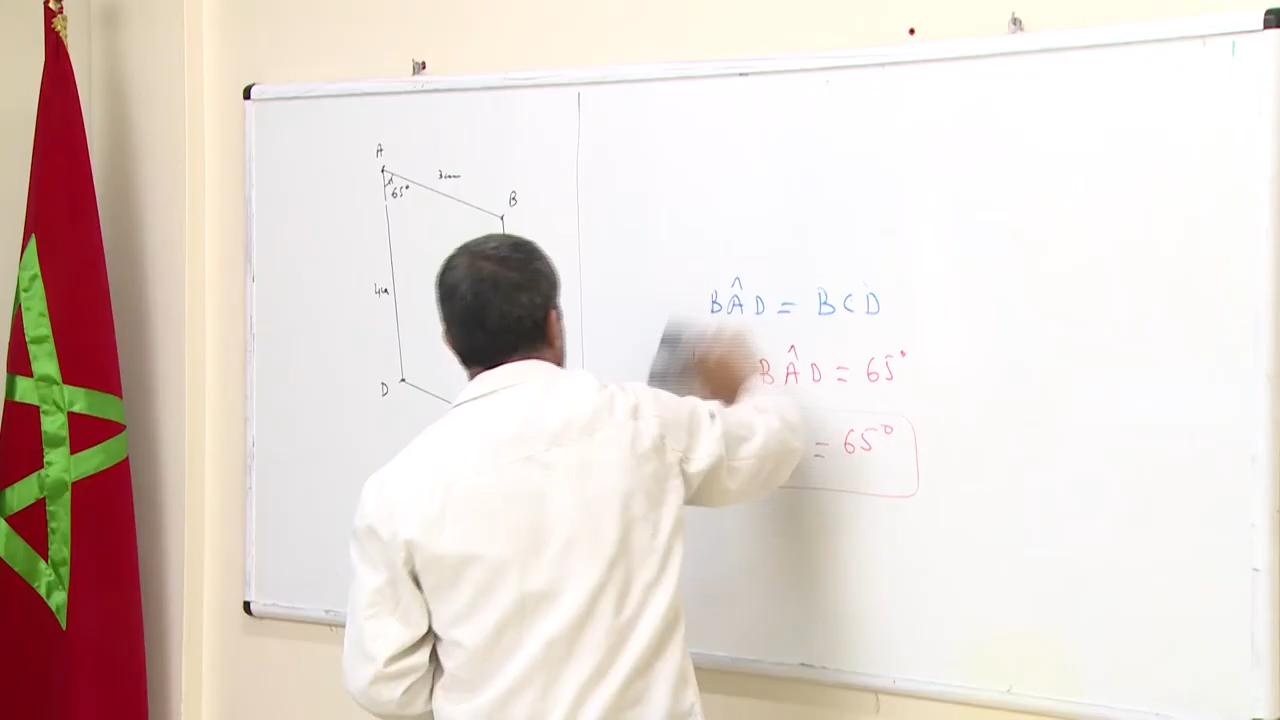 A
3cm
65°
B
4cm
D
BÂD = BCD̂
BÂD = 65°
= 65°